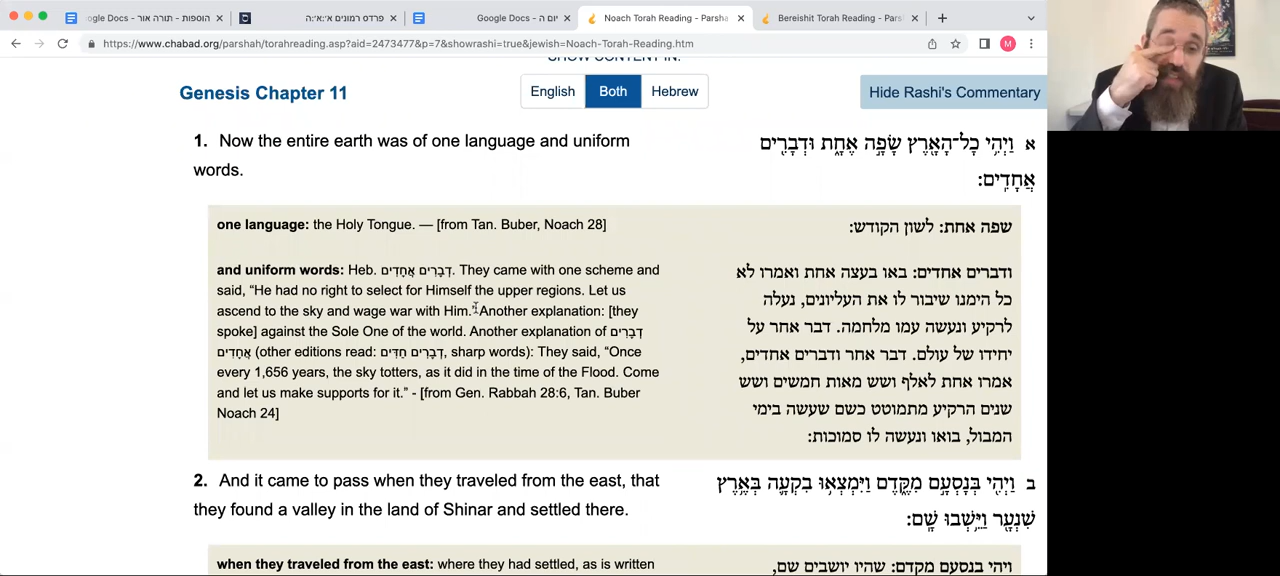 הוספות - תורה אור - ogle Docs
פרדס רמונים א׳:א׳:ה
יום ה - Google Docs
Noach Torah Reading - Parsha
Bereishit Torah Reading - Par
https://www.chabad.org/parshah/torahreading.asp?aid=2473477&p=7&showrashi=true&jewish=Noach-Torah-Reading.htm
M
SHOW CONTENT IN:
Genesis Chapter 11
English
Both
Hebrew
Hide Rashi's Commentary
1. Now the entire earth was of one language and uniform
words.
א וַיְהִ֥י כָל־הָאָ֖רֶץ שָׂפָ֣ה אֶחָ֑ת וּדְבָרִ֖ים
אֲחָדִֽים:
one language: the Holy Tongue. — [from Tan. Buber, Noach 28]
שפה אחת: לשון הקודש:
and uniform words: Heb. דְבָרִים אֲחָדִים. They came with one scheme and
said, “He had no right to select for Himself the upper regions. Let us
ascend to the sky and wage war with Him.” Another explanation: [they
spoke] against the Sole One of the world. Another explanation of דְבָרִים
אֲחָדִים (other editions read: דְבָרִים חַדִּים, sharp words): They said, “Once
every 1,656 years, the sky totters, as it did in the time of the Flood. Come
and let us make supports for it.” - [from Gen. Rabbah 28:6, Tan. Buber
Noach 24]
ודברים אחדים: באו בעצה אחת ואמרו לא
כל הימנו שיבור לו את העליונים, נעלה
לרקיע ונעשה עמו מלחמה. דבר אחר על
יחידו של עולם. דבר אחר ודברים אחדים,
אמרו אחת לאלף ושש מאות חמשים ושש
שנים הרקיע מתמוטט כשם שעשה בימי
המבול, בואו ונעשה לו סמוכות:
2. And it came to pass when they traveled from the east, that
they found a valley in the land of Shinar and settled there.
ב וַיְהִ֖י בְּנָסְעָ֣ם מִקֶּ֑דֶם וַיִּמְצְא֥וּ בִקְעָ֛ה בְּאֶ֥רֶץ
שִׁנְעָ֖ר וַיֵּ֥שְׁבוּ שָֽׁם:
when they traveled from the east: where they had settled, as is written
ויהי בנסעם מקדם: שהיו יושבים שם,